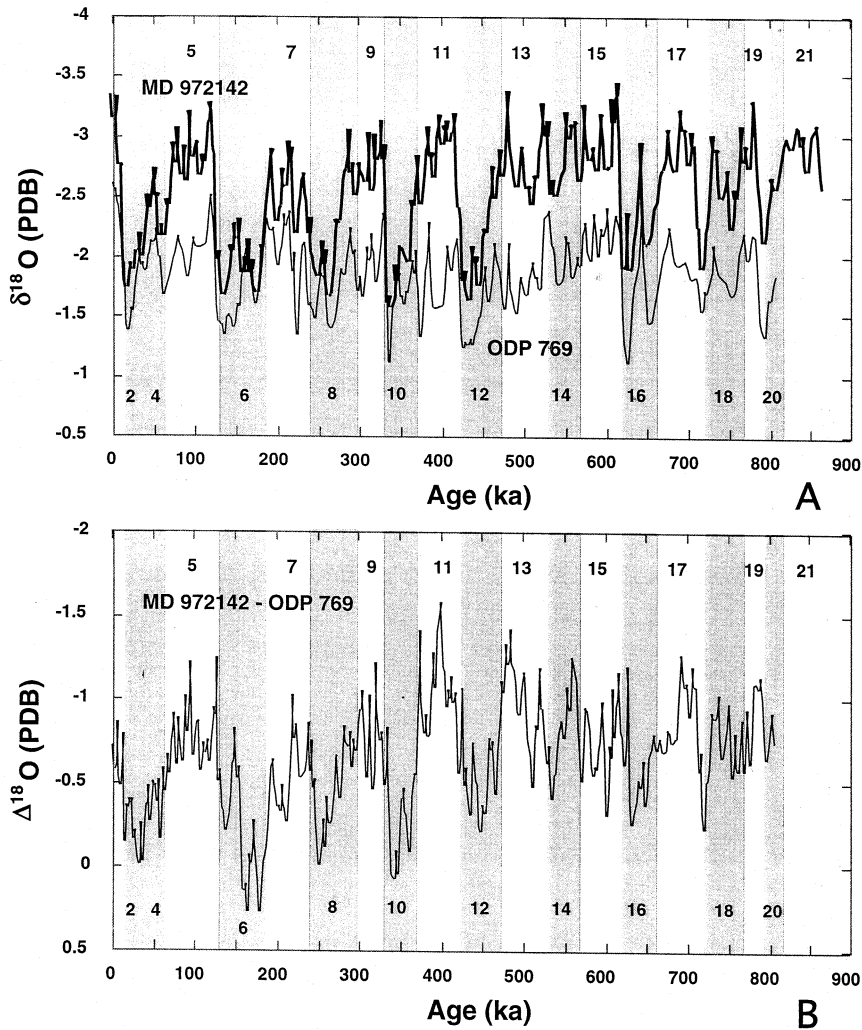 -4
5 7 9 11 13 15 17 19 21
-3.5
MD 972142
-3
-2.5
δ¹⁸O (PDB)
-2
-1.5
ODP 769
-1
2 4 6 8 10 12 14 16 18 20
-0.5
0 100 200 300 400 500 600 700 800 900
Age (ka)
A
-2
5 7 9 11 13 15 17 19 21
MD 972142 - ODP 769
-1.5
-1
Δ¹⁸O (PDB)
-0.5
0
2 4 6 8 10 12 14 16 18 20
0.5
0 100 200 300 400 500 600 700 800 900
Age (ka)
B